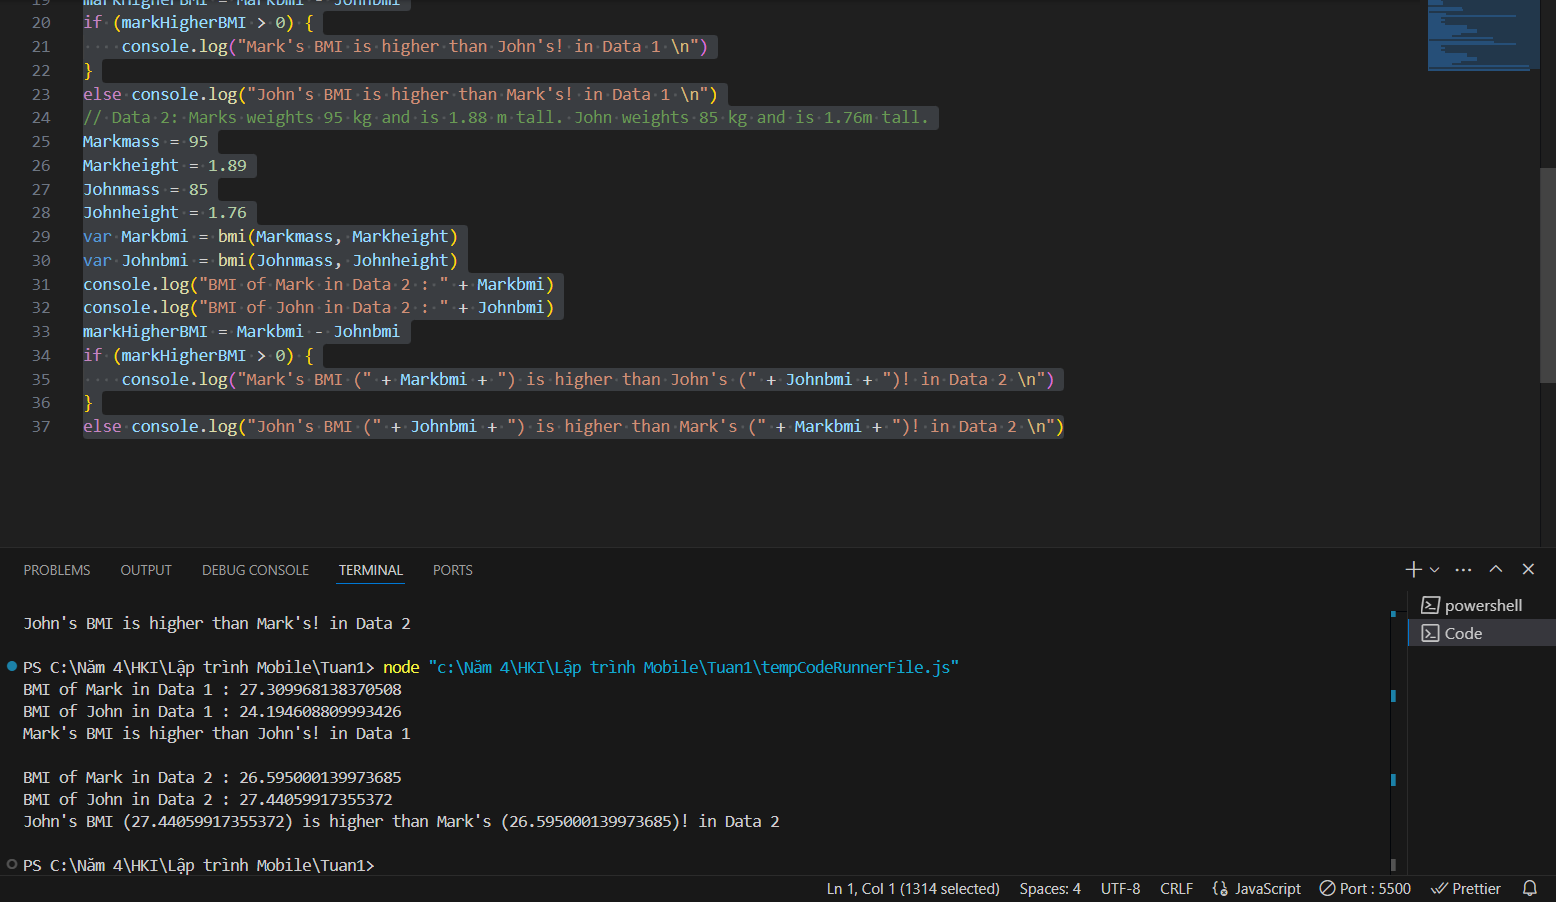 19 markHigherBMI = Markbmi - Johnbmi
20 if (markHigherBMI > 0) {
21 console.log("Mark's BMI is higher than John's! in Data 1 \n")
22 }
23 else console.log("John's BMI is higher than Mark's! in Data 1 \n")
24 // Data 2: Marks weights 95 kg and is 1.88 m tall. John weights 85 kg and is 1.76m tall.
25 Markmass = 95
26 Markheight = 1.89
27 Johnmass = 85
28 Johnheight = 1.76
29 var Markbmi = bmi(Markmass, Markheight)
30 var Johnbmi = bmi(Johnmass, Johnheight)
31 console.log("BMI of Mark in Data 2 : " + Markbmi)
32 console.log("BMI of John in Data 2 : " + Johnbmi)
33 markHigherBMI = Markbmi - Johnbmi
34 if (markHigherBMI > 0) {
35 console.log("Mark's BMI (" + Markbmi + ") is higher than John's (" + Johnbmi + ")! in Data 2 \n")
36 }
37 else console.log("John's BMI (" + Johnbmi + ") is higher than Mark's (" + Markbmi + ")! in Data 2 \n")
PROBLEMS OUTPUT DEBUG CONSOLE TERMINAL PORTS
John's BMI is higher than Mark's! in Data 2
PS C:\Năm 4\HKI\Lập trình Mobile\Tuan1> node "c:\Năm 4\HKI\Lập trình Mobile\Tuan1\tempCodeRunnerFile.js"
BMI of Mark in Data 1 : 27.309968138370508
BMI of John in Data 1 : 24.194608809993426
Mark's BMI is higher than John's! in Data 1
BMI of Mark in Data 2 : 26.595000139973685
BMI of John in Data 2 : 27.44059917355372
John's BMI (27.44059917355372) is higher than Mark's (26.595000139973685)! in Data 2
PS C:\Năm 4\HKI\Lập trình Mobile\Tuan1>
powershell
Code
Ln 1, Col 1 (1314 selected) Spaces: 4 UTF-8 CRLF JavaScript Port : 5500 Prettier